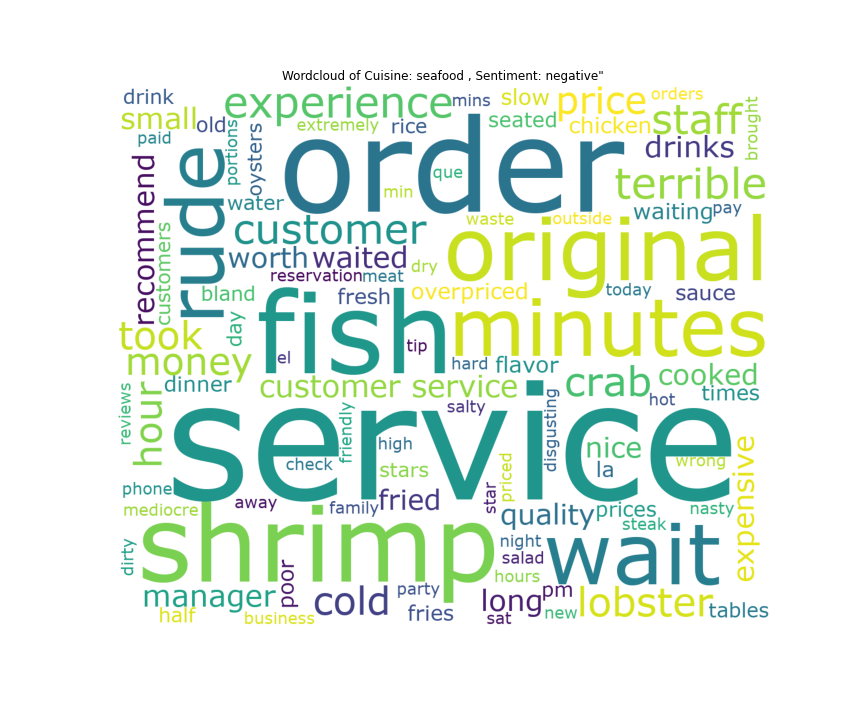 Wordcloud of Cuisine: seafood , Sentiment: negative"
drink
experience
mins
slow
price
orders
small
old
extremely
rice
seated
chicken
staff
brought
paid
portions
oysters
order
drinks
recommend
rude
que
min
terrible
water
waste
outside
waiting
pay
customers
customer
original
worth
waited
reservation
meat
dry
bland
fresh
overpriced
today
sauce
took
day
fish
minutes
el
tip
money
hard
flavor
crab
cooked
dinner
customer service
times
reviews
hour
friendly
service
salty
disgusting
hot
nice
check
high
stars
la
wrong
expensive
phone
away
star
priced
mediocre
family
fried
quality
prices
nasty
steak
dirty
shrimp
night
wait
salad
poor
hours
manager
cold
party
long
pm
lobster
half
business
fries
sat
new
tables